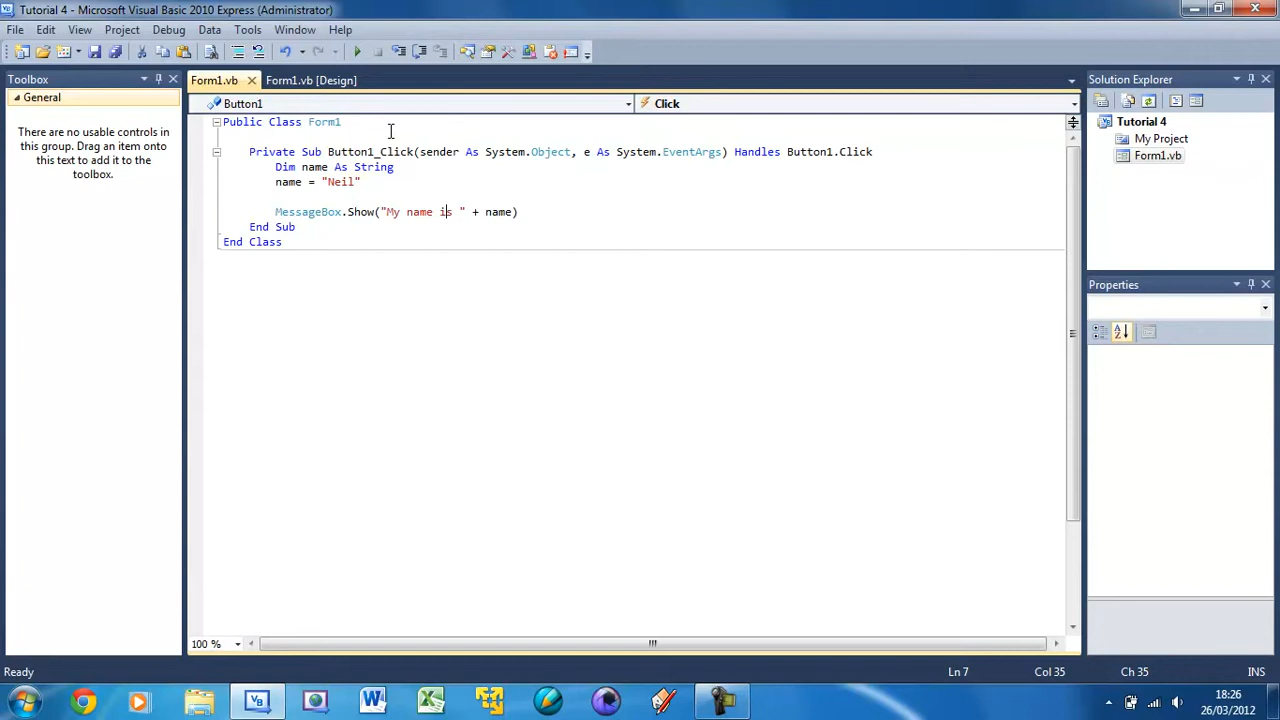 Tutorial 4 - Microsoft Visual Basic 2010 Express (Administrator)
File Edit View Project Debug Data Tools Window Help
Toolbox
General
There are no usable controls in
this group. Drag an item onto
this text to add it to the
toolbox.
Form1.vb Form1.vb [Design]
Button1 Click
Public Class Form1
Private Sub Button1_Click(sender As System.Object, e As System.EventArgs) Handles Button1.Click
Dim name As String
name = "Neil"
MessageBox.Show("My name is " + name)
End Sub
End Class
100 %
Solution Explorer
Tutorial 4
My Project
Form1.vb
Properties
Ready Ln 7 Col 35 Ch 35 INS
18:26
26/03/2012